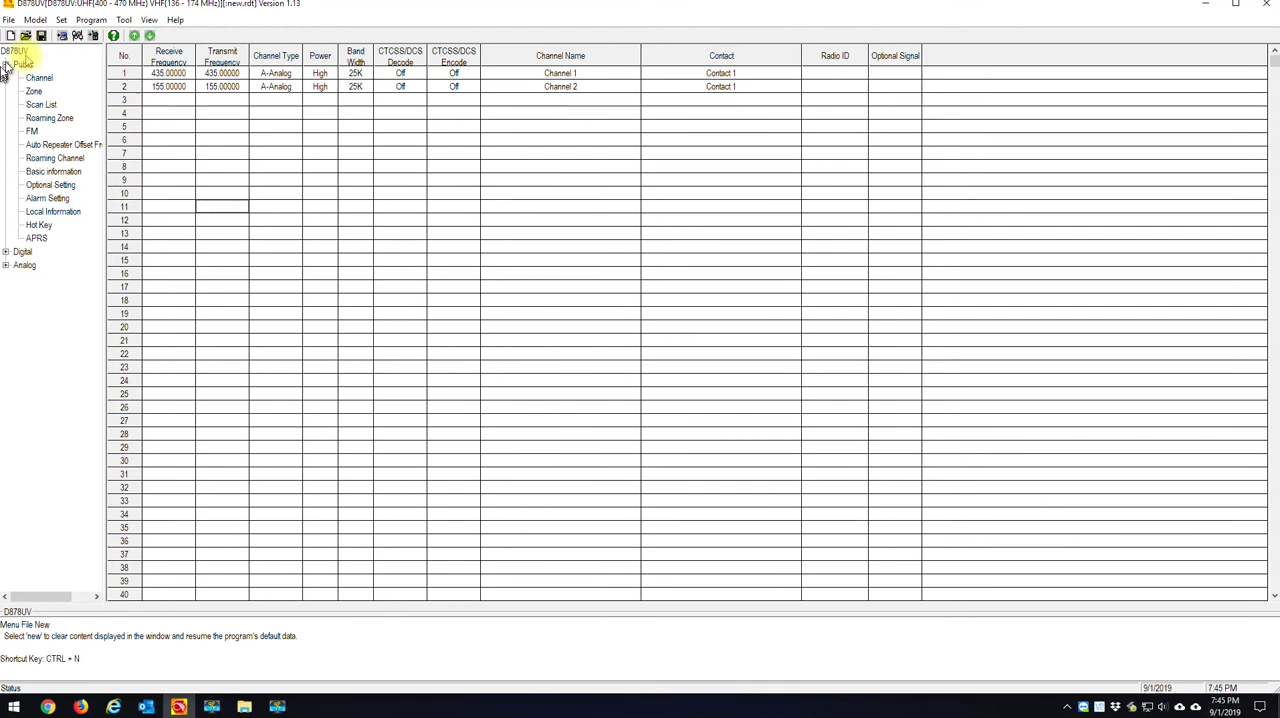 D878UV[D878UV:UHF(400 - 470 MHz) VHF(136 - 174 MHz)][:new.rdt] Version 1.13
File Model Set Program Tool View Help
D878UV
Public
Channel
Zone
Scan List
Roaming Zone
FM
Auto Repeater Offset Fr
Roaming Channel
Basic information
Optional Setting
Alarm Setting
Local Information
Hot Key
APRS
Digital
Analog
No. Receive Frequency Transmit Frequency Channel Type Power Band Width CTCSS/DCS Decode CTCSS/DCS Encode Channel Name Contact Radio ID Optional Signal
1 435.00000 435.00000 A-Analog High 25K Off Off Channel 1 Contact 1
2 155.00000 155.00000 A-Analog High 25K Off Off Channel 2 Contact 1
3
4
5
6
7
8
9
10
11
12
13
14
15
16
17
18
19
20
21
22
23
24
25
26
27
28
29
30
31
32
33
34
35
36
37
38
39
40
D878UV
Menu File New
Select 'new' to clear content displayed in the window and resume the program's default data.
Shortcut Key: CTRL + N
Status 9/1/2019 7:45 PM
7:45 PM
9/1/2019